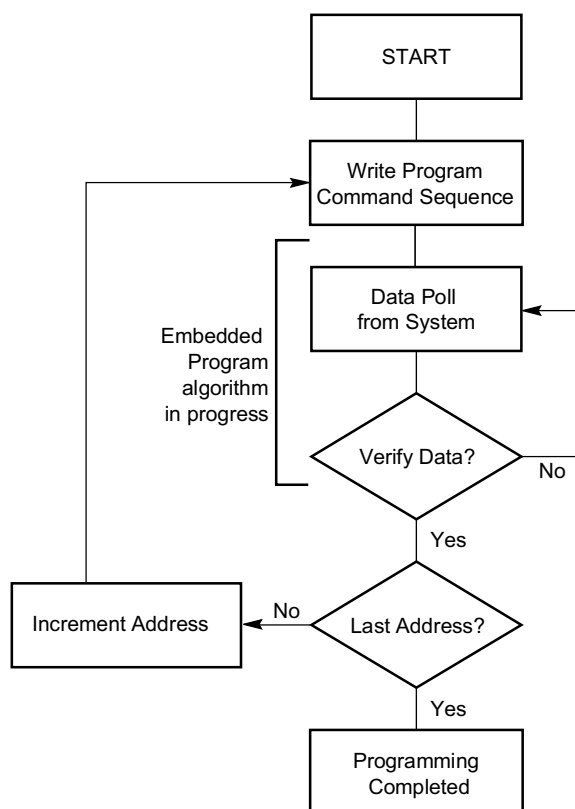 START
Write Program
Command Sequence
Data Poll
from System
Embedded
Program
algorithm
in progress
Verify Data?
No
Yes
Last Address?
No
Increment Address
Yes
Programming
Completed